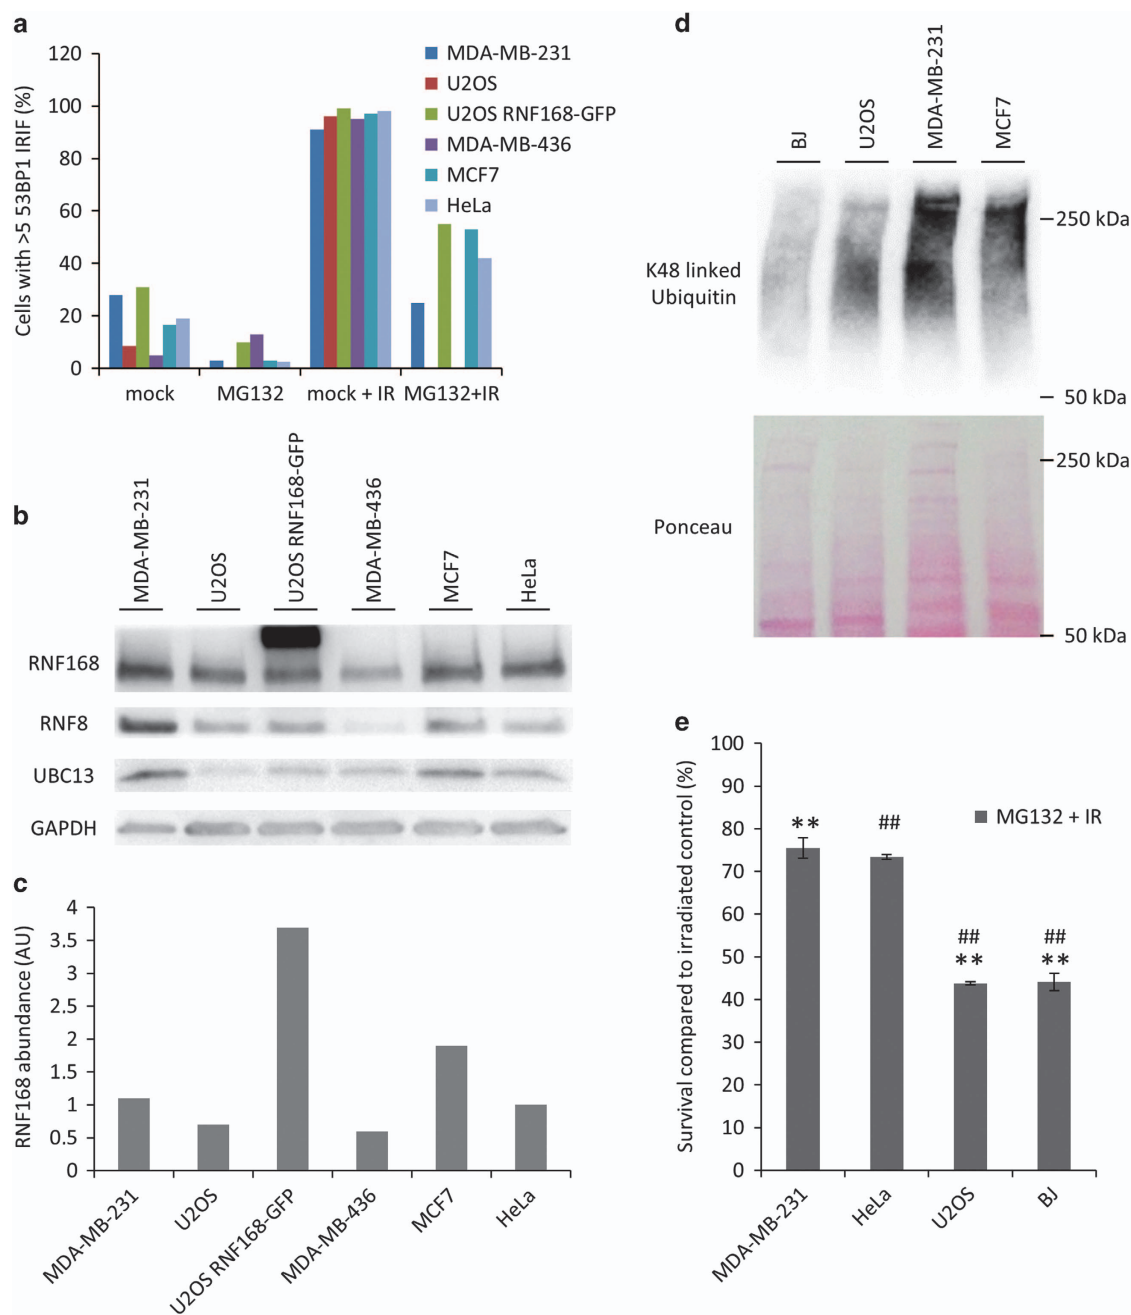 a
Cells with >5 53BP1 IRIF (%)
120
100
80
60
40
20
0
mock
MG132
mock + IR
MG132+IR
MDA-MB-231
U2OS
U2OS RNF168-GFP
MDA-MB-436
MCF7
HeLa
b
MDA-MB-231
U2OS
U2OS RNF168-GFP
MDA-MB-436
MCF7
HeLa
RNF168
RNF8
UBC13
GAPDH
c
RNF168 abundance (AU)
4
3.5
3
2.5
2
1.5
1
0.5
0
MDA-MB-231
U2OS
U2OS RNF168-GFP
MDA-MB-436
MCF7
HeLa
d
BJ
U2OS
MDA-MB-231
MCF7
K48 linked
Ubiquitin
250 kDa
50 kDa
Ponceau
250 kDa
50 kDa
e
Survival compared to irradiated control (%)
100
90
80
70
60
50
40
30
20
10
0
MG132 + IR
**
##
##
**
##
**
MDA-MB-231
HeLa
U2OS
BJ